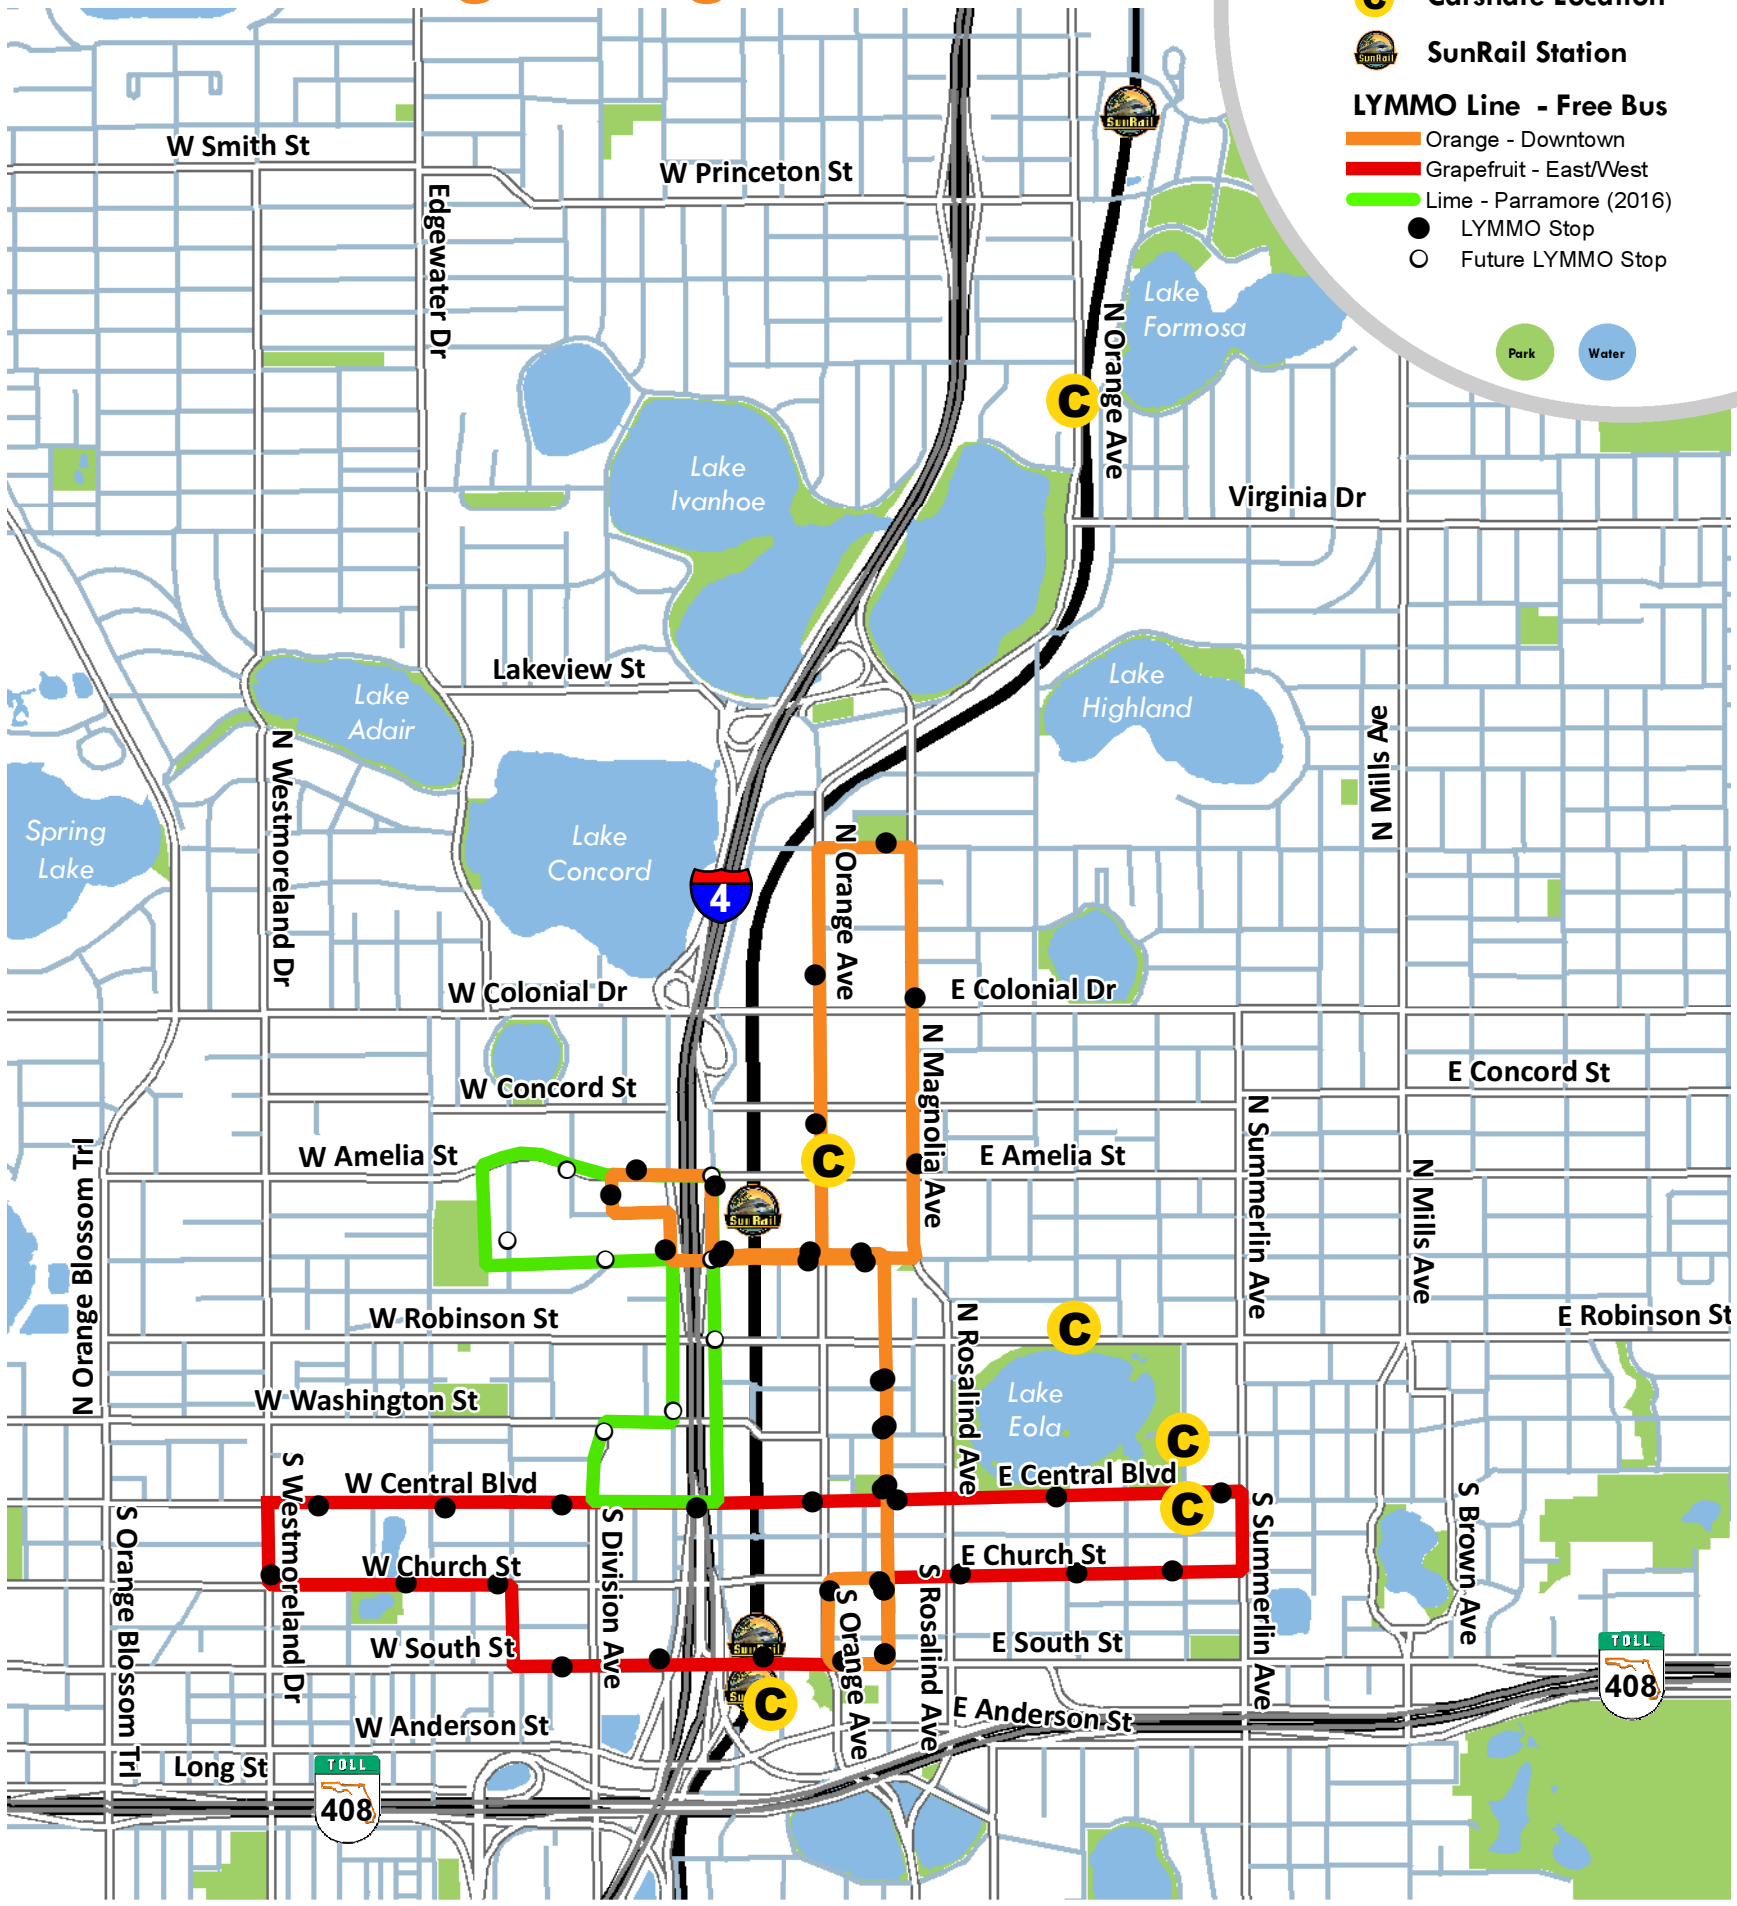 Carshare Location
C
SunRail Station
SunRail
LYMMO Line - Free Bus
Orange - Downtown
Grapefruit - East/West
Lime - Parramore (2016)
LYMMO Stop
Future LYMMO Stop
Park
Water
SunRail
W Smith St
W Princeton St
Edgewater Dr
Lake
Formosa
N Orange Ave
C
Lake
Ivanhoe
Virginia Dr
Lakeview St
Lake
Adair
Lake
Highland
N Westmoreland Dr
N Mills Ave
Spring
Lake
Lake
Concord
4
N Orange Ave
W Colonial Dr
E Colonial Dr
N Magnolia Ave
W Concord St
E Concord St
N Orange Blossom Trl
W Amelia St
C
E Amelia St
N Summerlin Ave
N Mills Ave
SunRail
W Robinson St
N Rosalind Ave
C
E Robinson St
W Washington St
Lake
Eola
C
W Central Blvd
E Central Blvd
C
S Orange Blossom Trl
S Westmoreland Dr
S Division Ave
S Summerlin Ave
S Brown Ave
W Church St
E Church St
S Orange Ave
S Rosalind Ave
W South St
SunRail
E South St
C
TOLL
408
W Anderson St
E Anderson St
Long St
TOLL
408